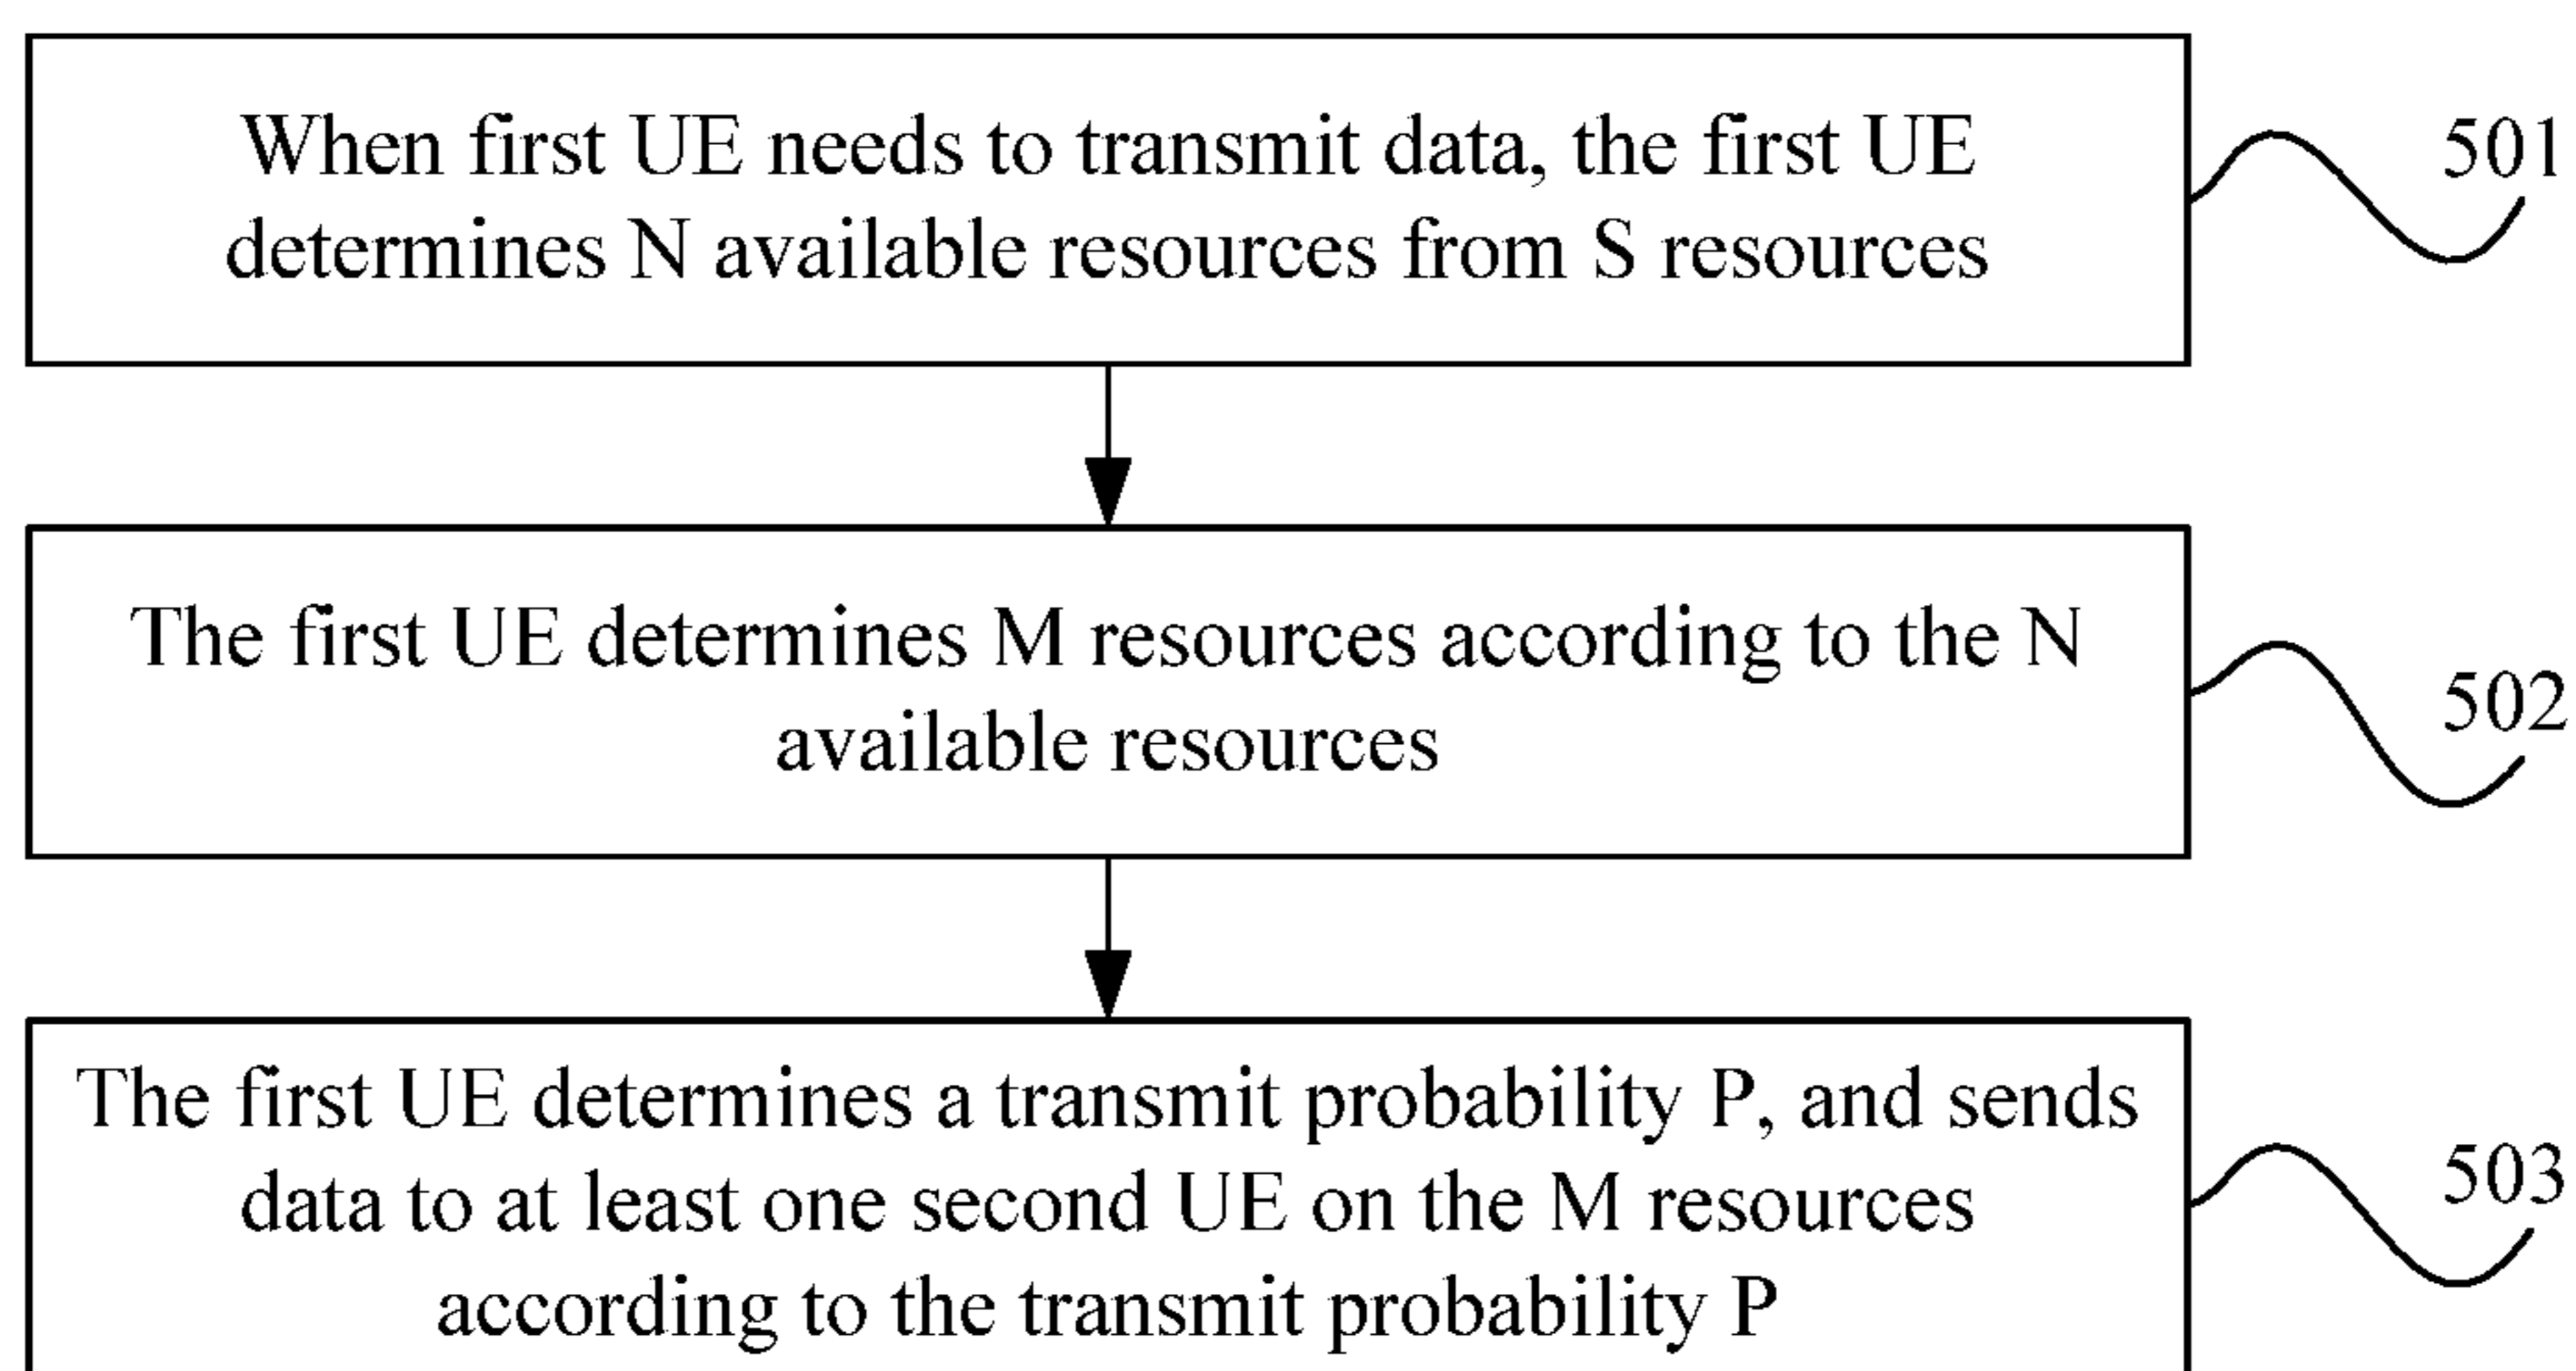 When first UE needs to transmit data, the first UE
determines N available resources from S resources
501
The first UE determines M resources according to the N
available resources
502
The first UE determines a transmit probability P, and sends
data to at least one second UE on the M resources
according to the transmit probability P
503